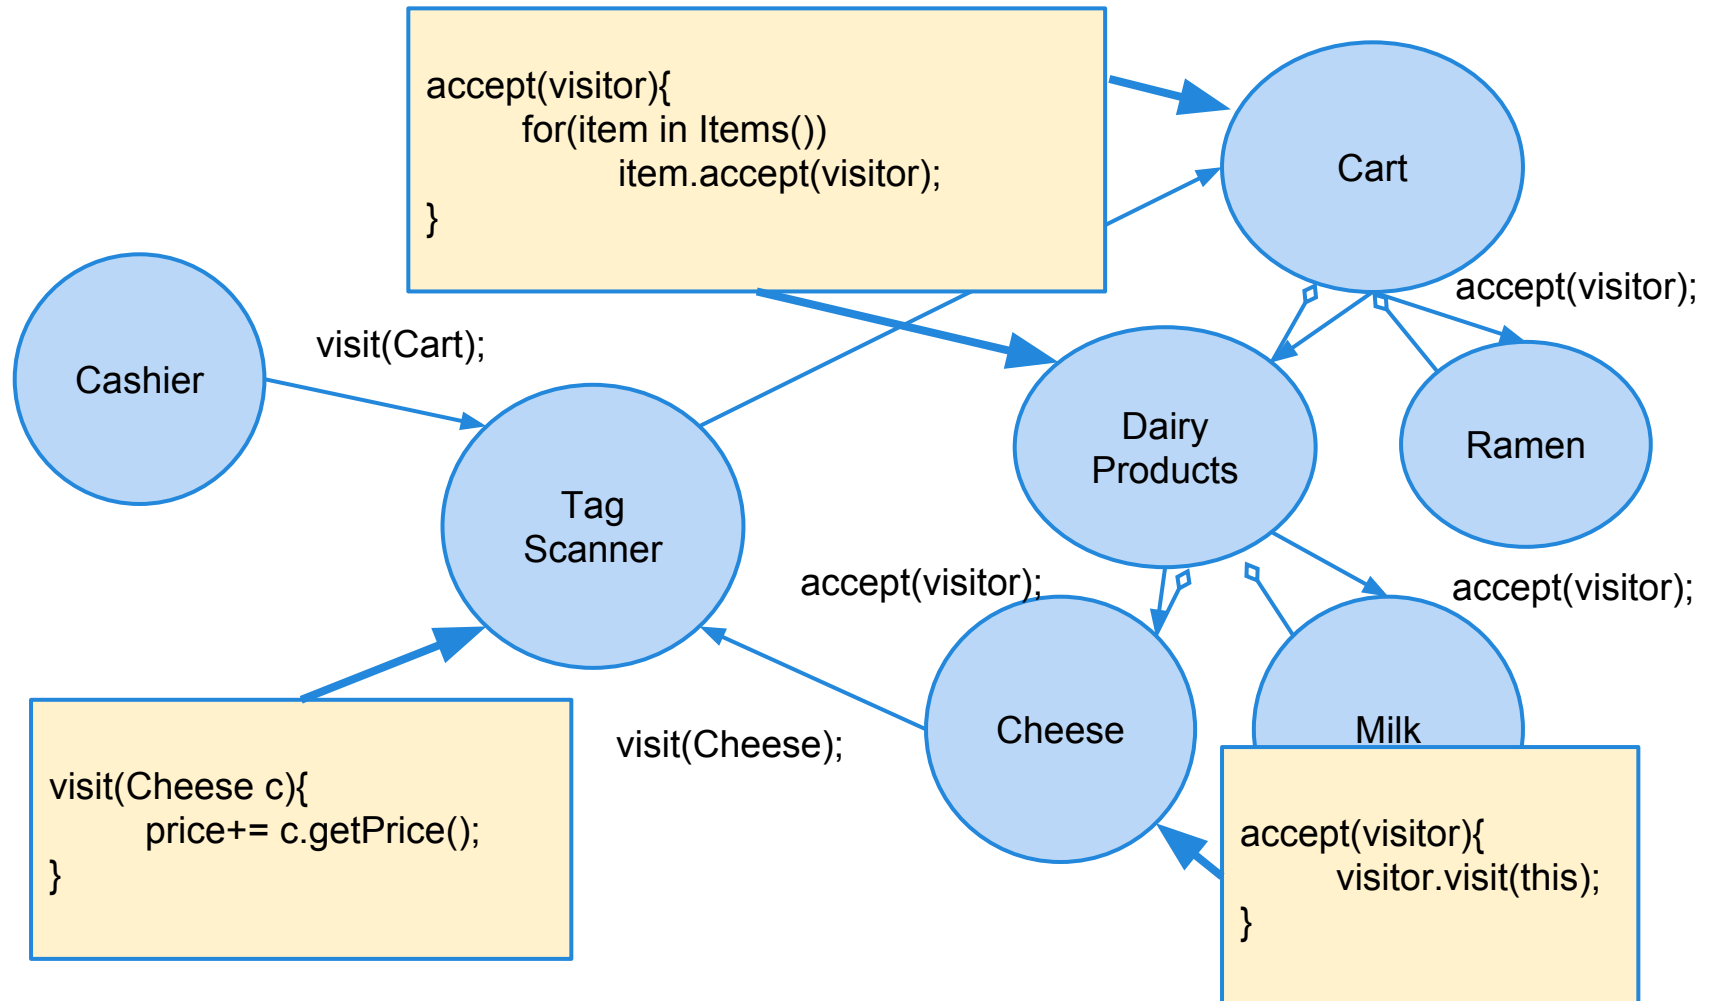 accept(visitor){
for(item in Items())
item.accept(visitor);
}
Cart
accept(visitor);
visit(Cart);
Cashier
Dairy
Products
Ramen
Tag
Scanner
accept(visitor);
accept(visitor);
visit(Cheese);
Cheese
Milk
visit(Cheese c){
price+= c.getPrice();
}
accept(visitor){
visitor.visit(this);
}